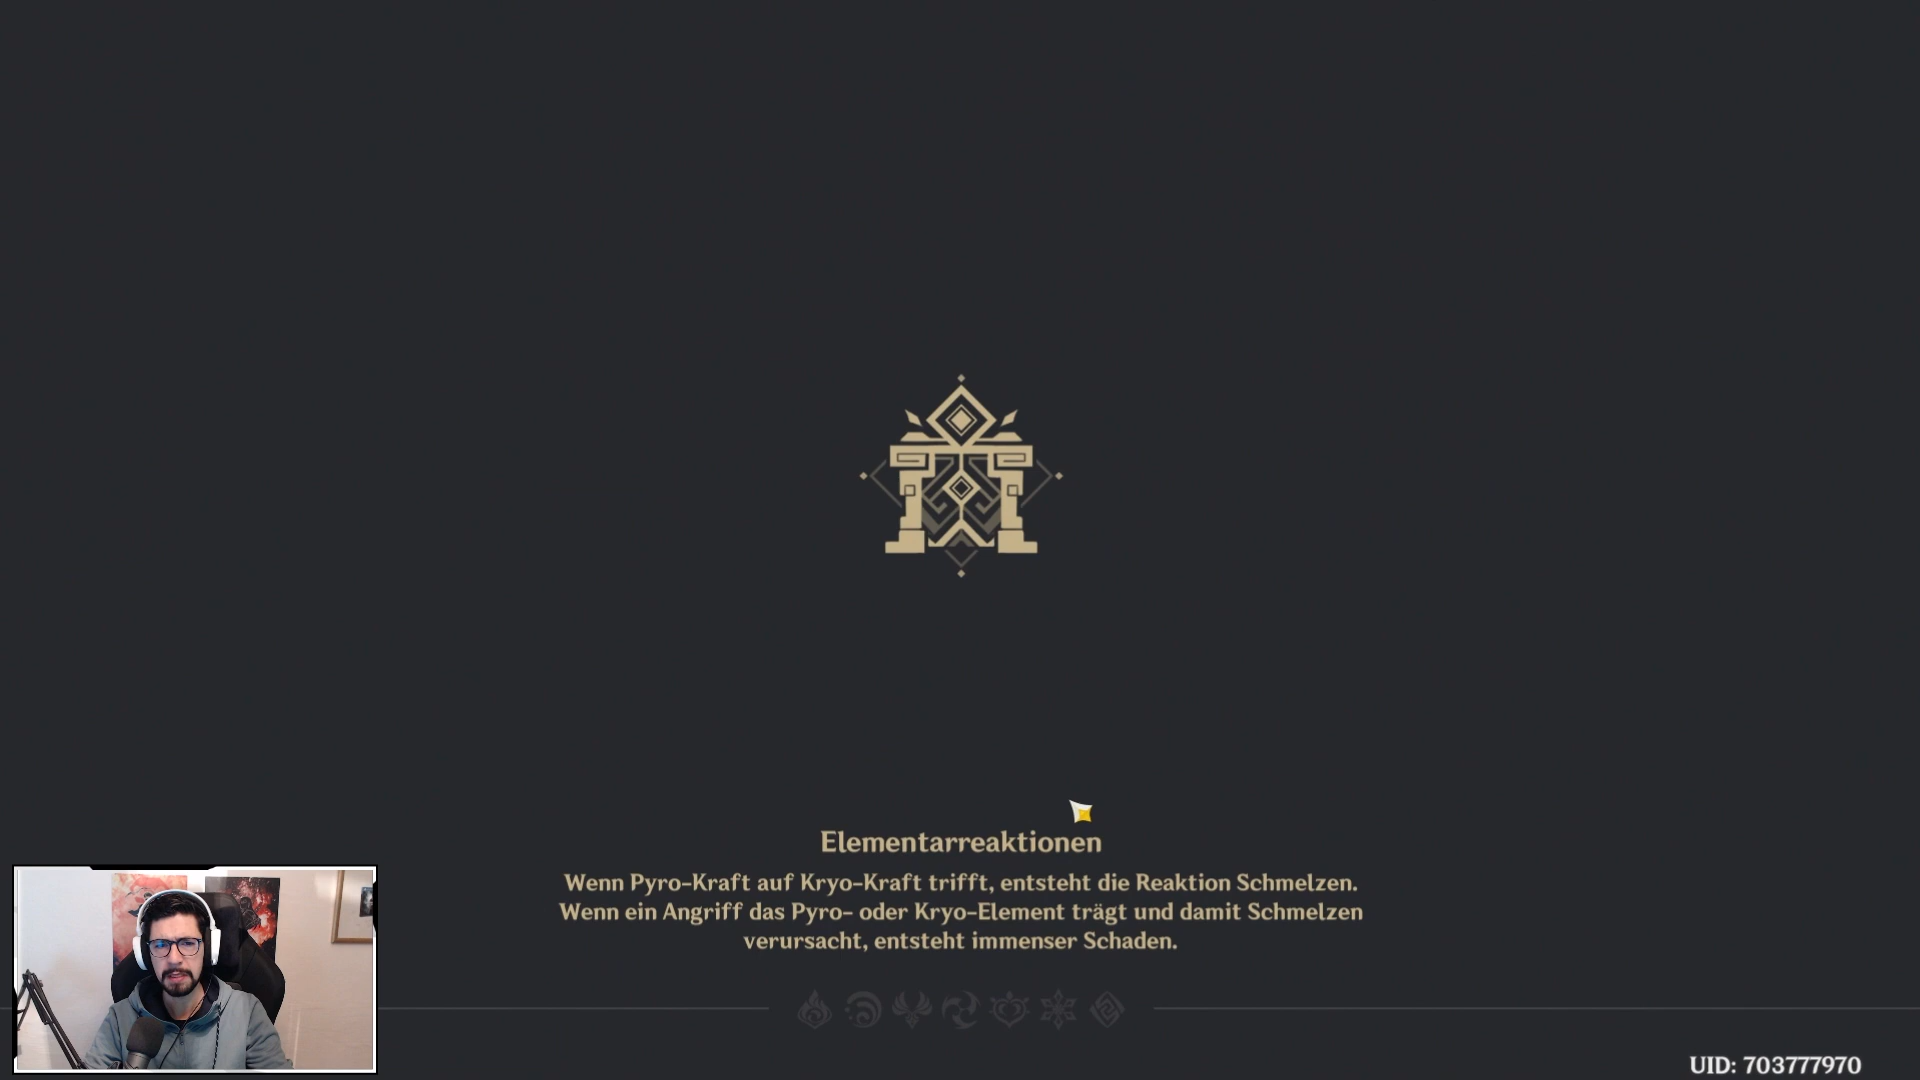 Elementarreaktionen
Wenn Pyro-Kraft auf Kryo-Kraft trifft, entsteht die Reaktion Schmelzen.
Wenn ein Angriff das Pyro- oder Kryo-Element trägt und damit Schmelzen
verursacht, entsteht immenser Schaden.
UID: 703777970